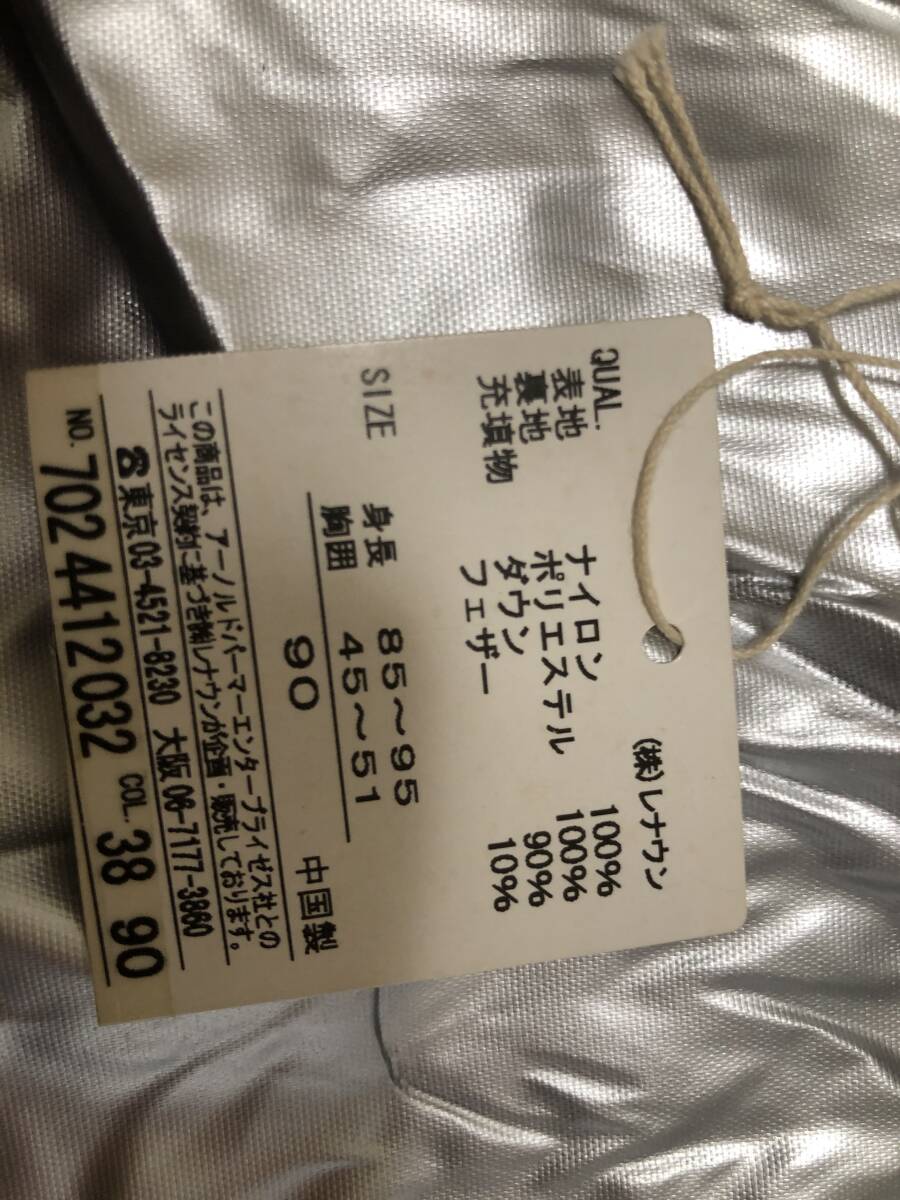 (株)レナウン
QUAL.
表地 ナイロン 100%
裏地 ポリエステル 100%
充填物 ダウン 90%
フェザー 10%
SIZE 身長 85〜95
胸囲 45〜51
90 中国製
この商品は、アーノルドパーマーエンタープライゼス社との
ライセンス契約に基づき㈱レナウンが企画・販売しております。
☎東京03-4521-8230 大阪06-7177-3860
NO. 7024412032 COL. 38 90